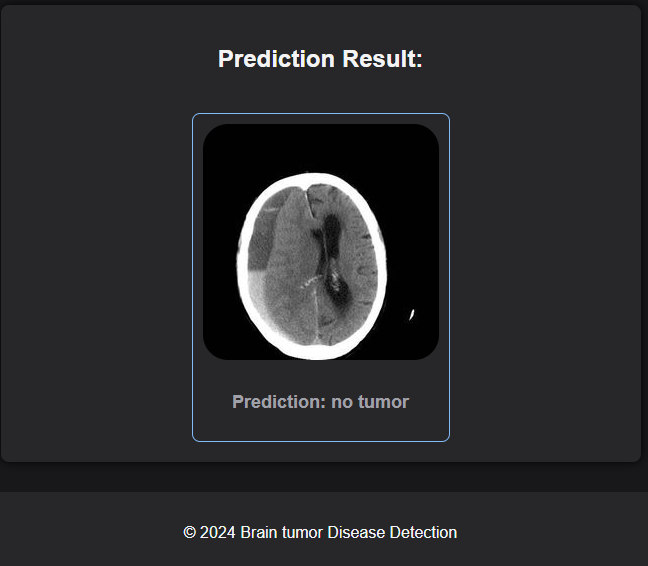 Prediction Result:
Prediction: no tumor
© 2024 Brain tumor Disease Detection